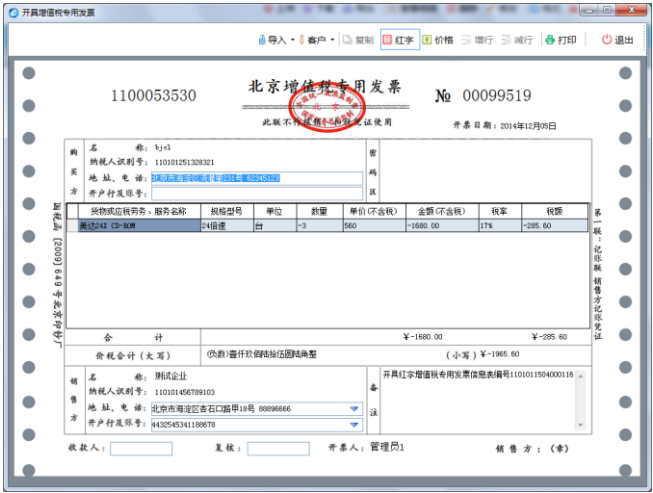 开具增值税专用发票
导入 客户 复制 红字 价格 增行 减行 打印 退出
1100053530 北京增值税专用发票 № 00099519
此联不作报销、扣税凭证使用 开票日期：2014年12月05日
购买方
名 称： bjsl
纳税人识别号： 110101251328321
地 址、电 话：
开户行及账号：
密码区
货物或应税劳务、服务名称 规格型号 单位 数量 单价(不含税) 金额(不含税) 税率 税额
美达24X CD-ROM 24倍速 台 -3 560 -1680.00 17% -285.60
合 计 ￥-1680.00 ￥-285.60
价税合计(大写) (负数)壹仟玖佰陆拾伍圆陆角整 (小写)￥-1965.60
销售方
名 称： 测试企业
纳税人识别号： 110101456789103
地 址、电 话： 北京市海淀区杏石口路甲18号 88896666
开户行及账号： 4432545341188678
备注
开具红字增值税专用发票信息表编号1101011504000116
收款人： 复核： 开票人：管理员1 销售方：(章)
国税函 [2009] 649 号北京印钞厂
第一联：记账联 销售方记账凭证